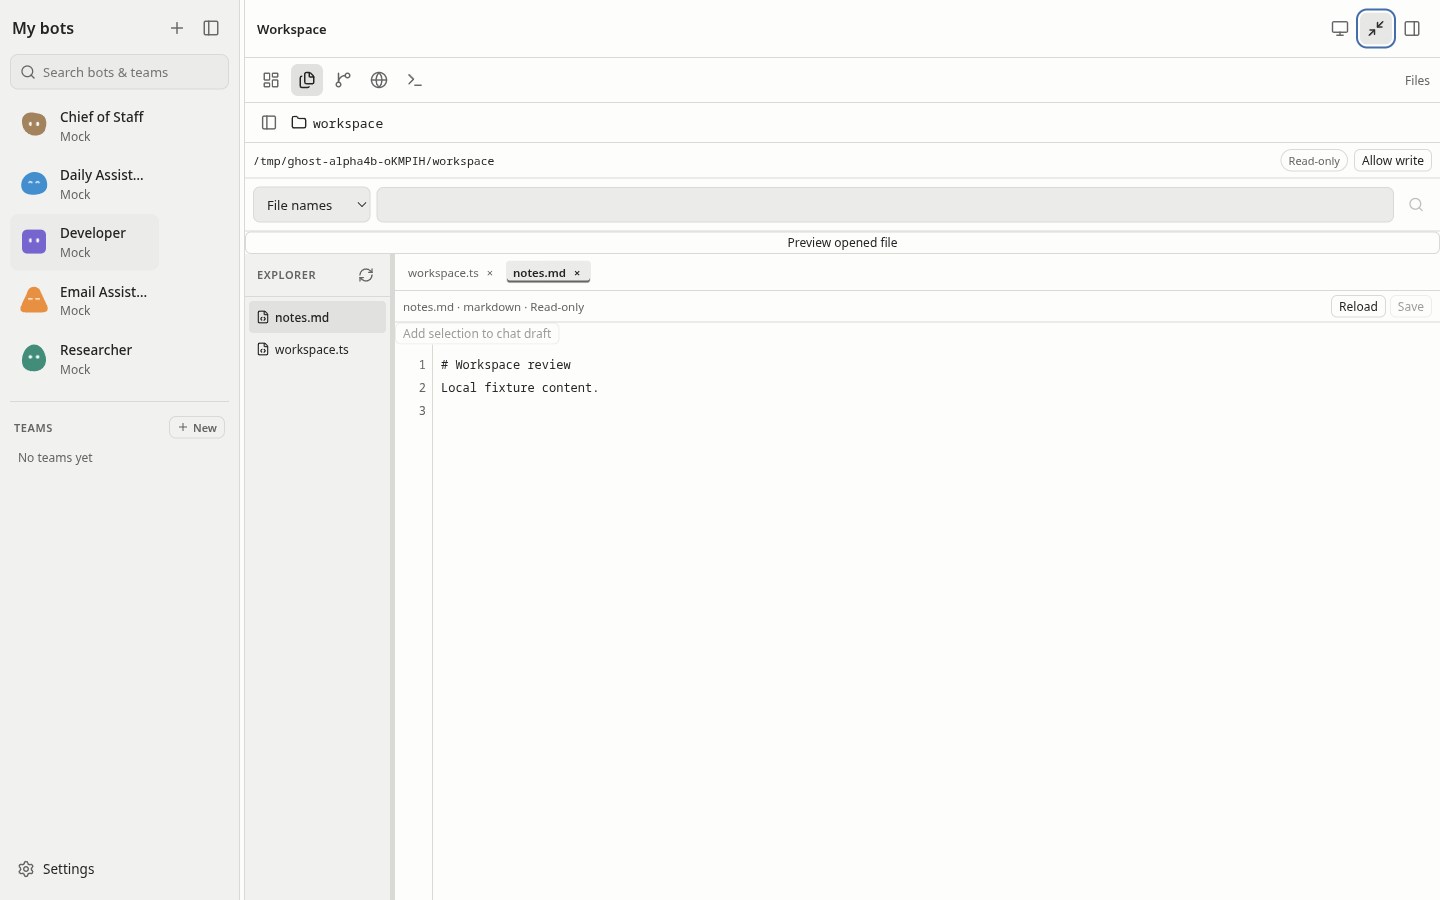 My bots
Search bots & teams
Chief of Staff
Mock
Daily Assist...
Mock
Developer
Mock
Email Assist...
Mock
Researcher
Mock
TEAMS
New
No teams yet
Settings
Workspace
Files
workspace
/tmp/ghost-alpha4b-oKMPIH/workspace
Read-only
Allow write
File names
Preview opened file
EXPLORER
notes.md
workspace.ts
workspace.ts ×
notes.md ×
notes.md · markdown · Read-only
Reload
Save
Add selection to chat draft
1 # Workspace review
2 Local fixture content.
3